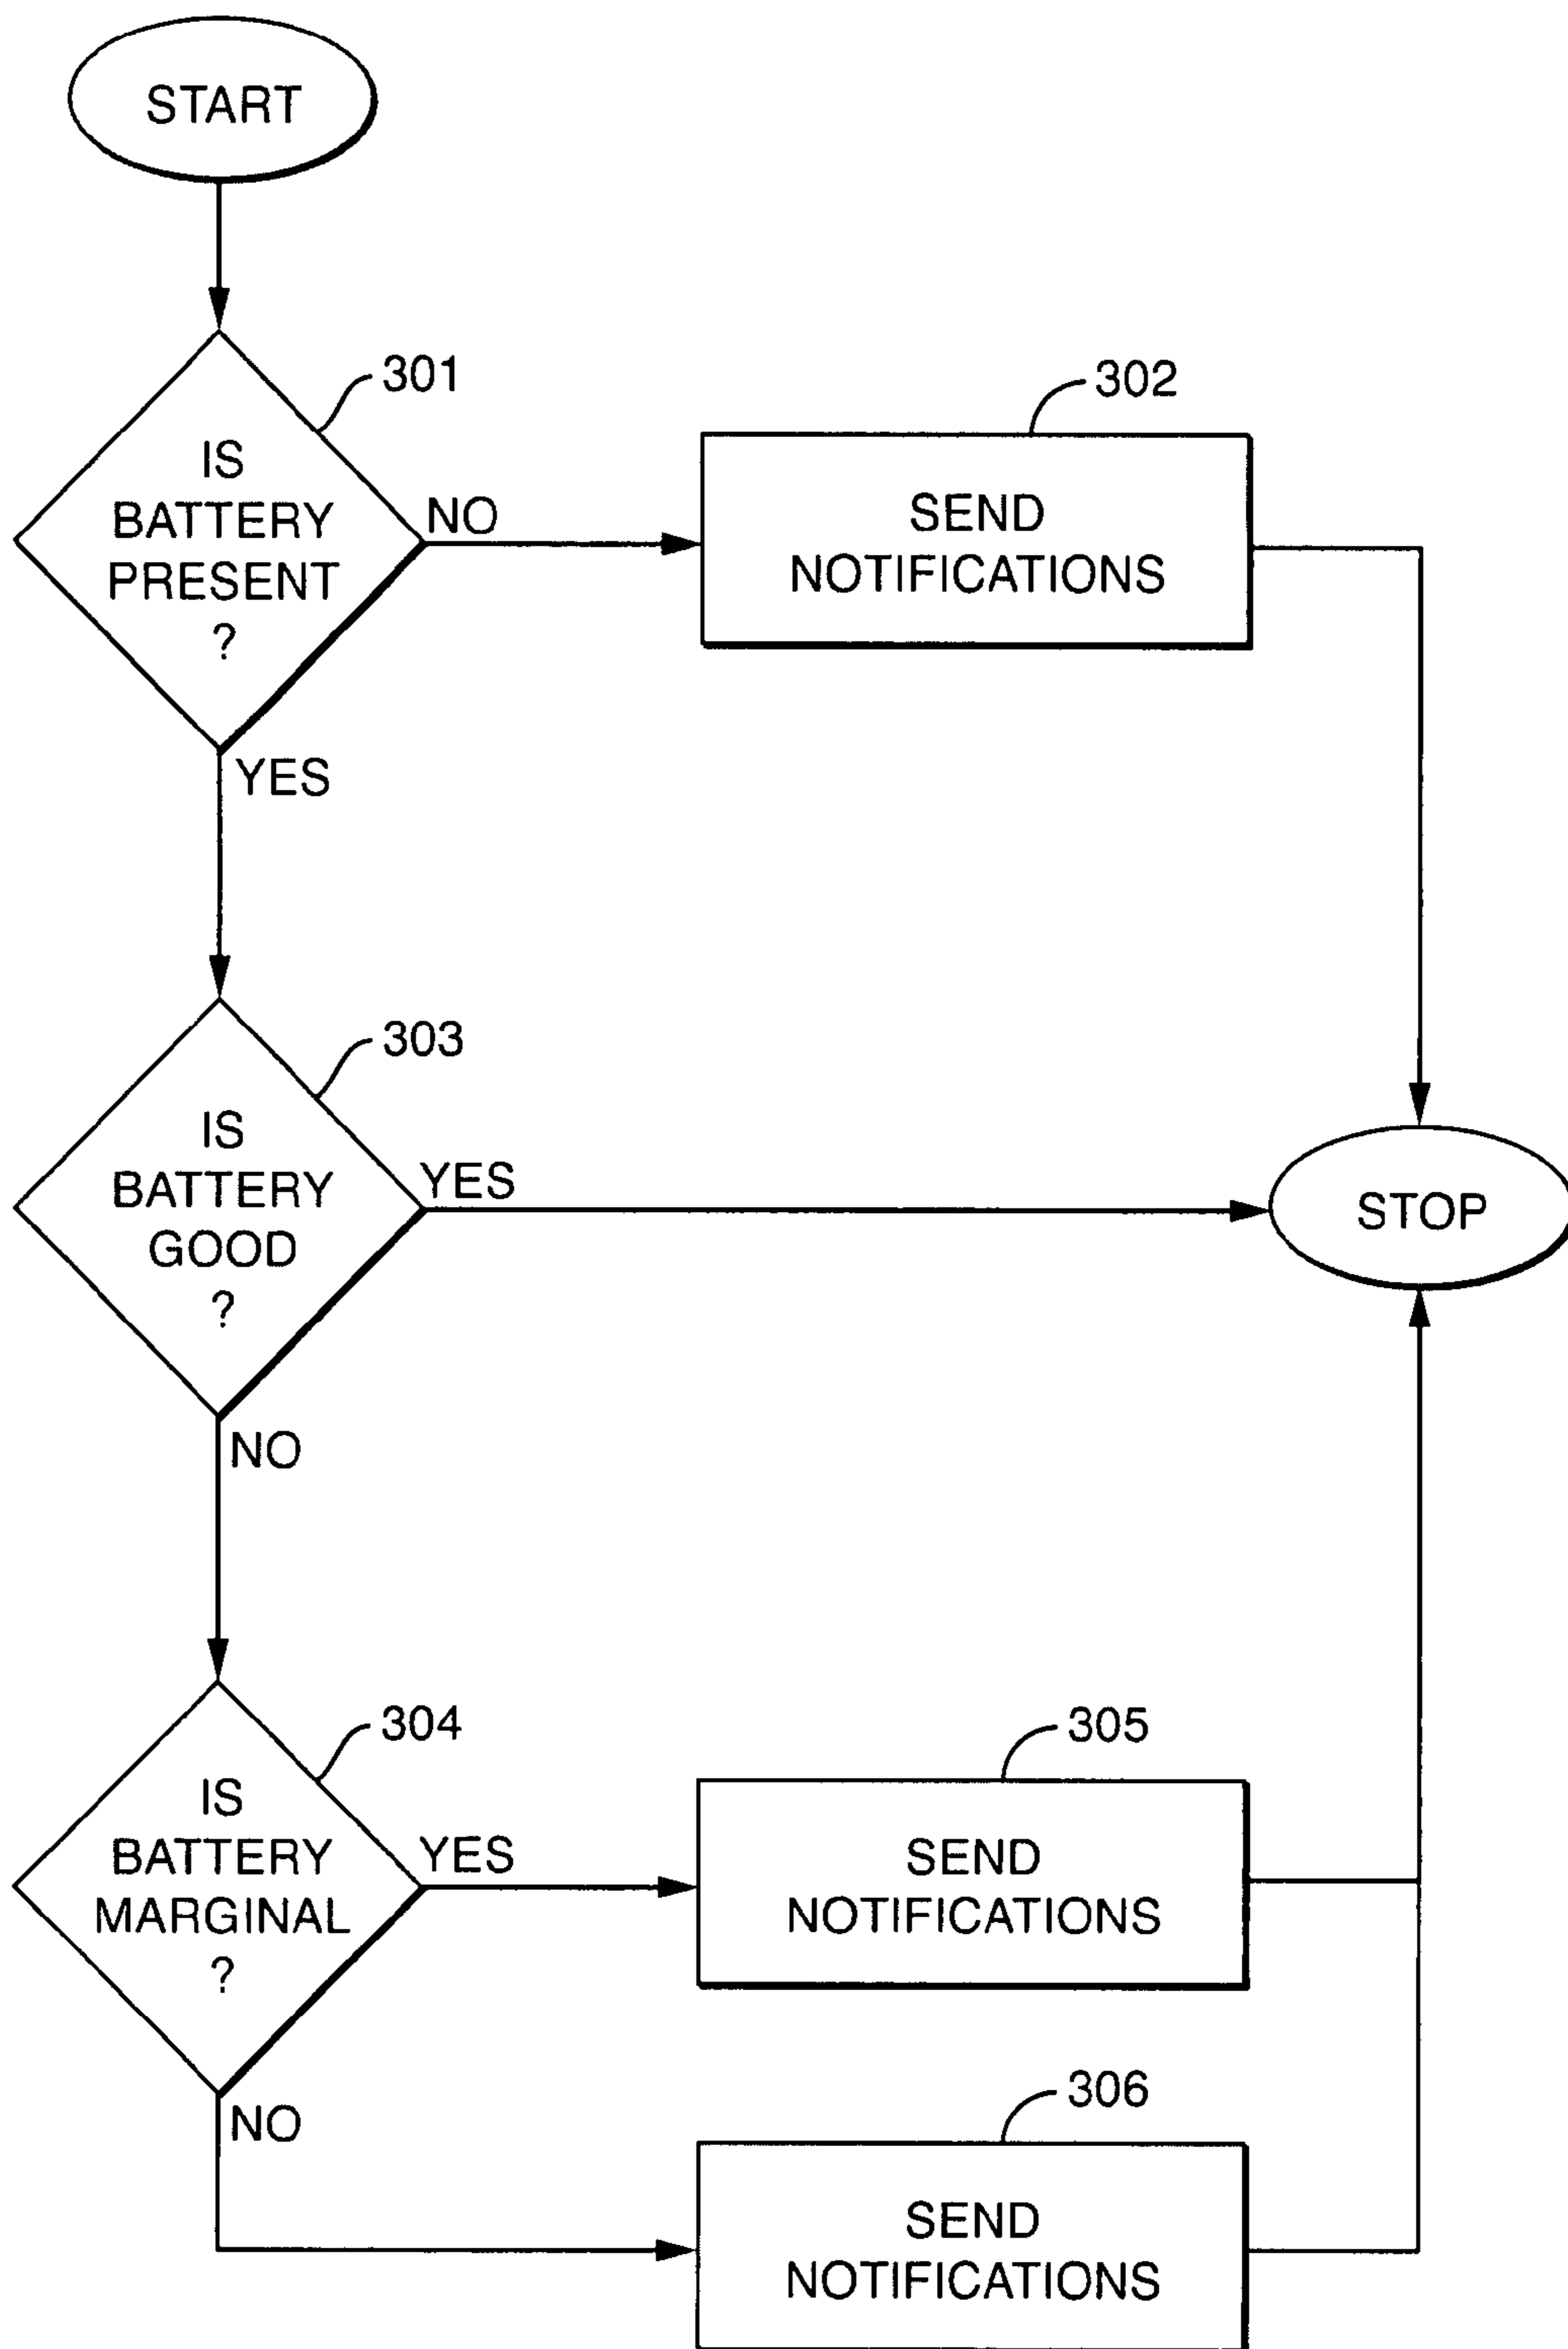 START
301
IS
BATTERY
PRESENT
?
NO
302
SEND
NOTIFICATIONS
YES
303
IS
BATTERY
GOOD
?
YES
STOP
NO
304
IS
BATTERY
MARGINAL
?
YES
305
SEND
NOTIFICATIONS
NO
306
SEND
NOTIFICATIONS